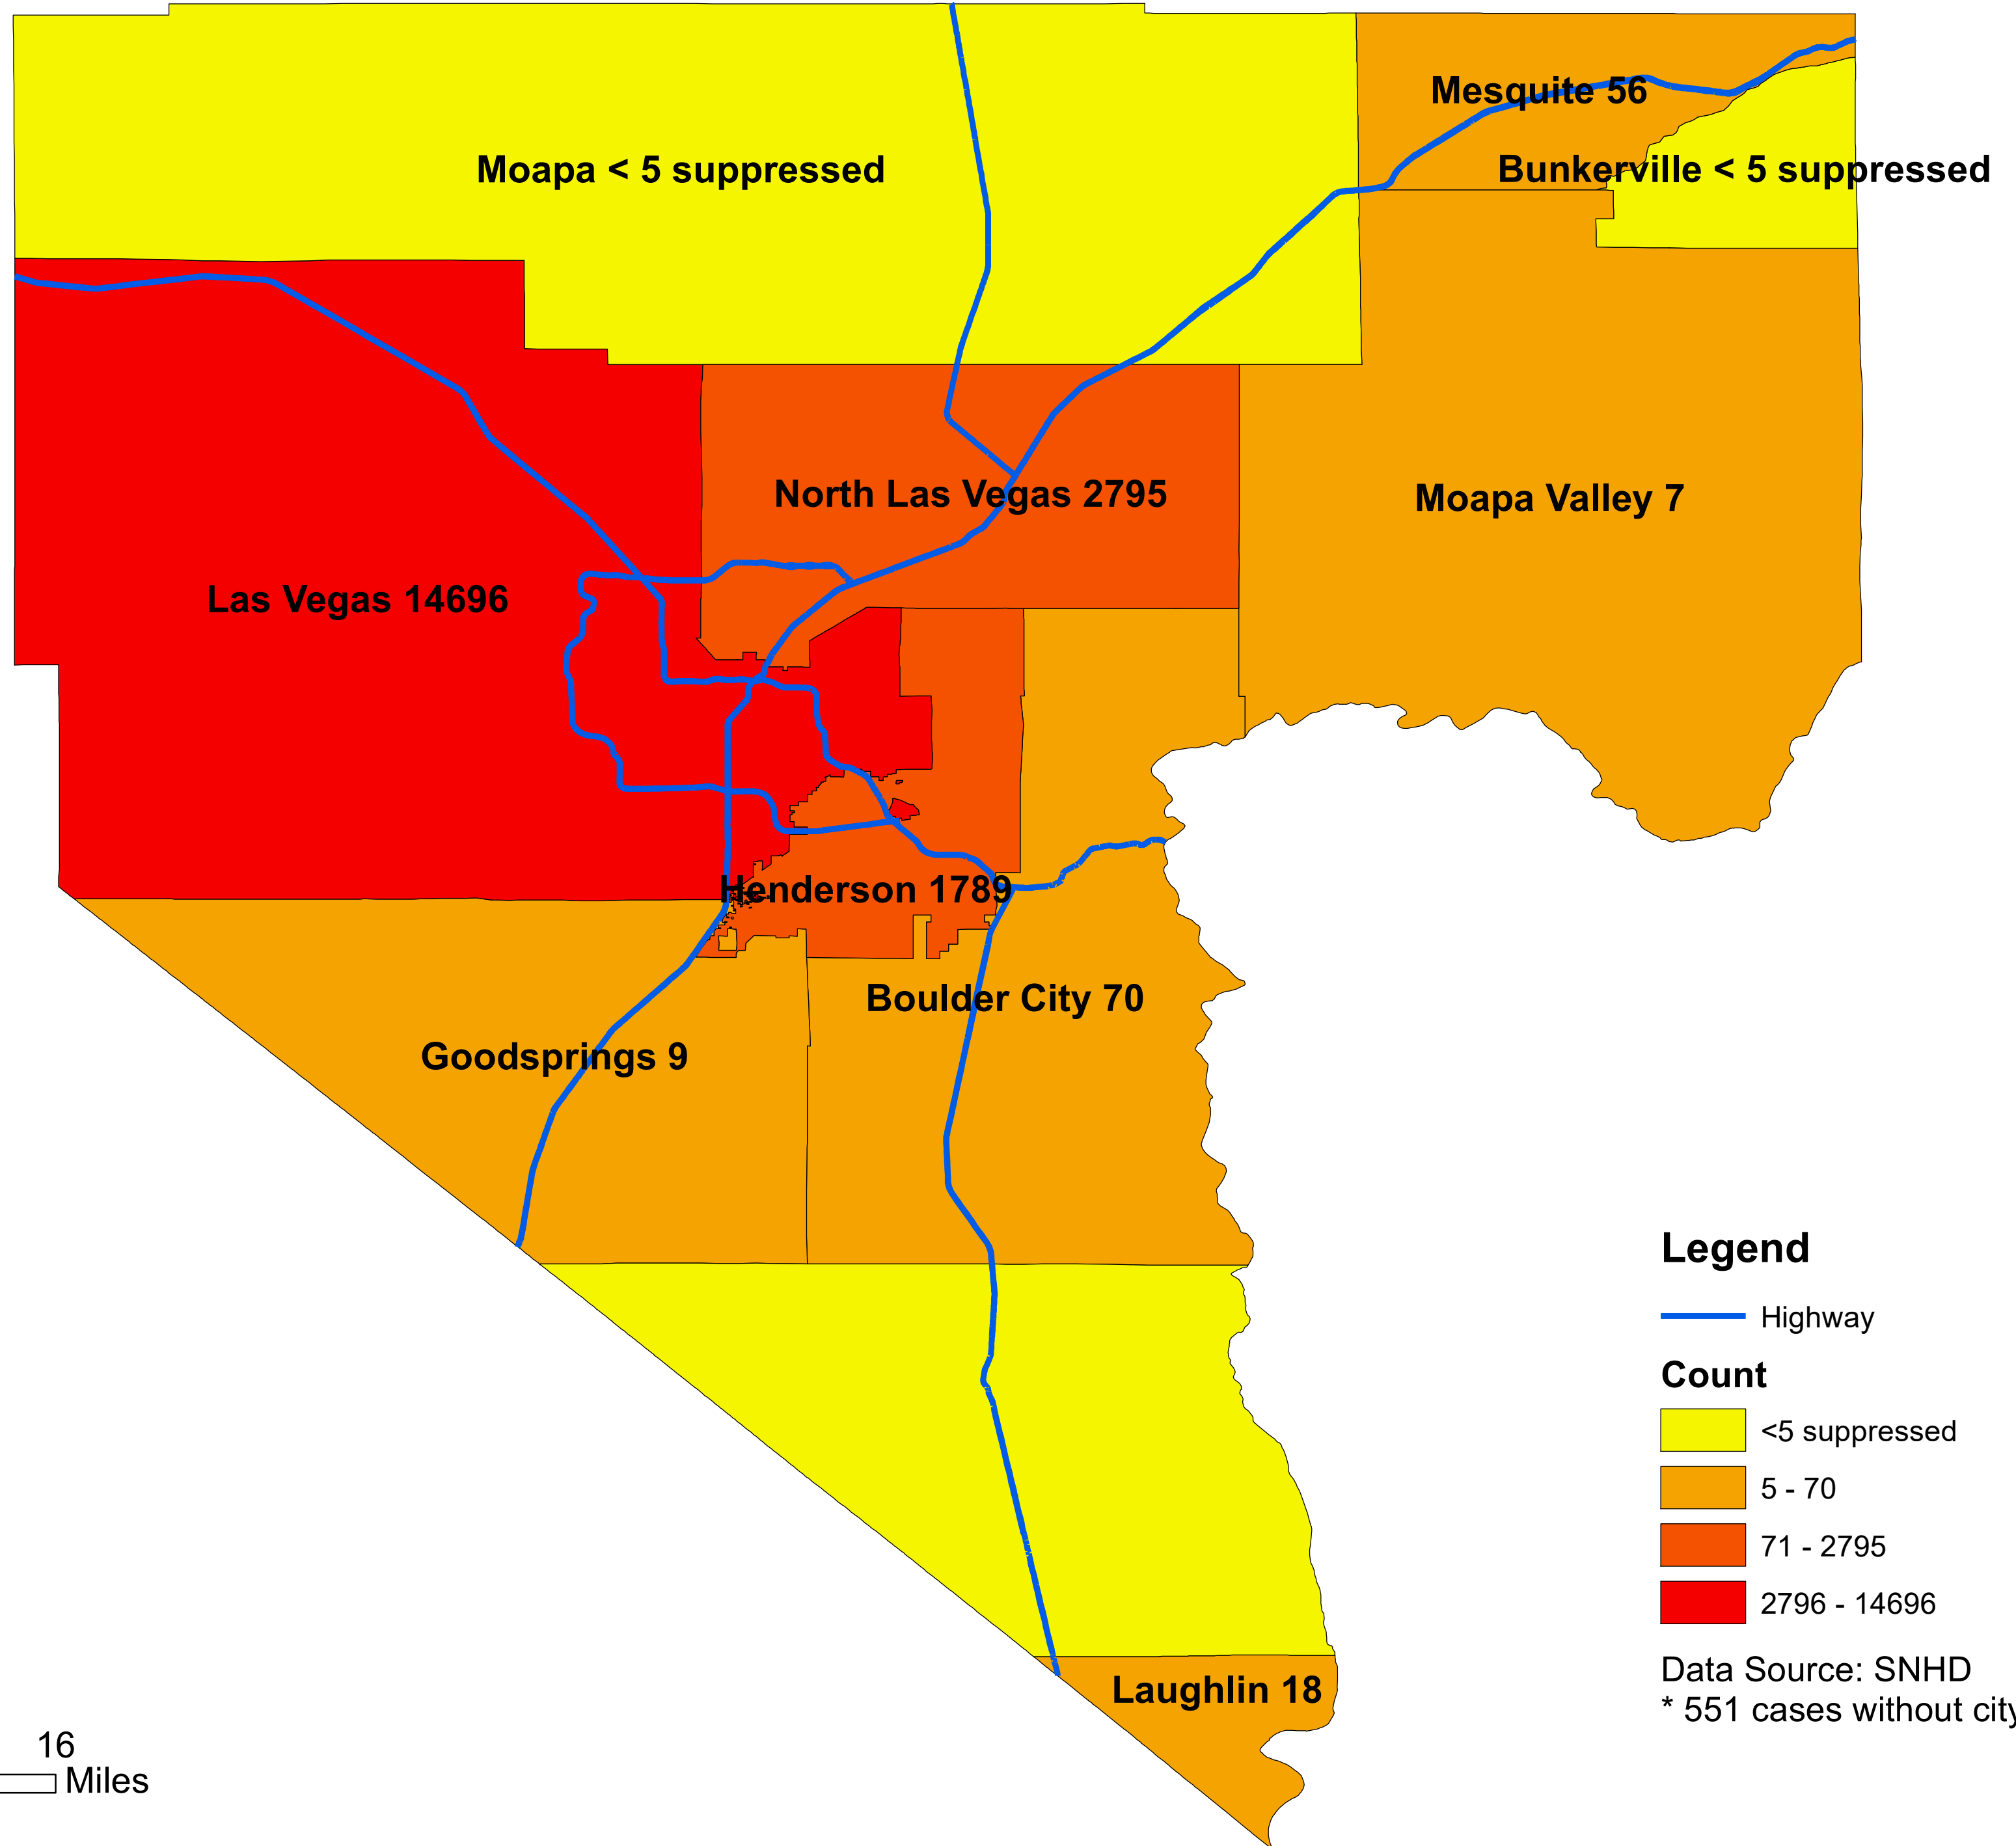 Mesquite 56
Moapa < 5 suppressed
Bunkerville < 5 suppressed
North Las Vegas 2795
Moapa Valley 7
Las Vegas 14696
Henderson 1789
Boulder City 70
Goodsprings 9
Laughlin 18
Legend
Highway
Count
<5 suppressed
5 - 70
71 - 2795
2796 - 14696
Data Source: SNHD
* 551 cases without city
16
Miles